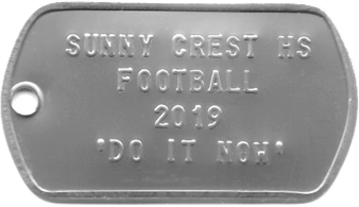 SUNNY CREST HS
FOOTBALL
2019
"DO IT NOW"